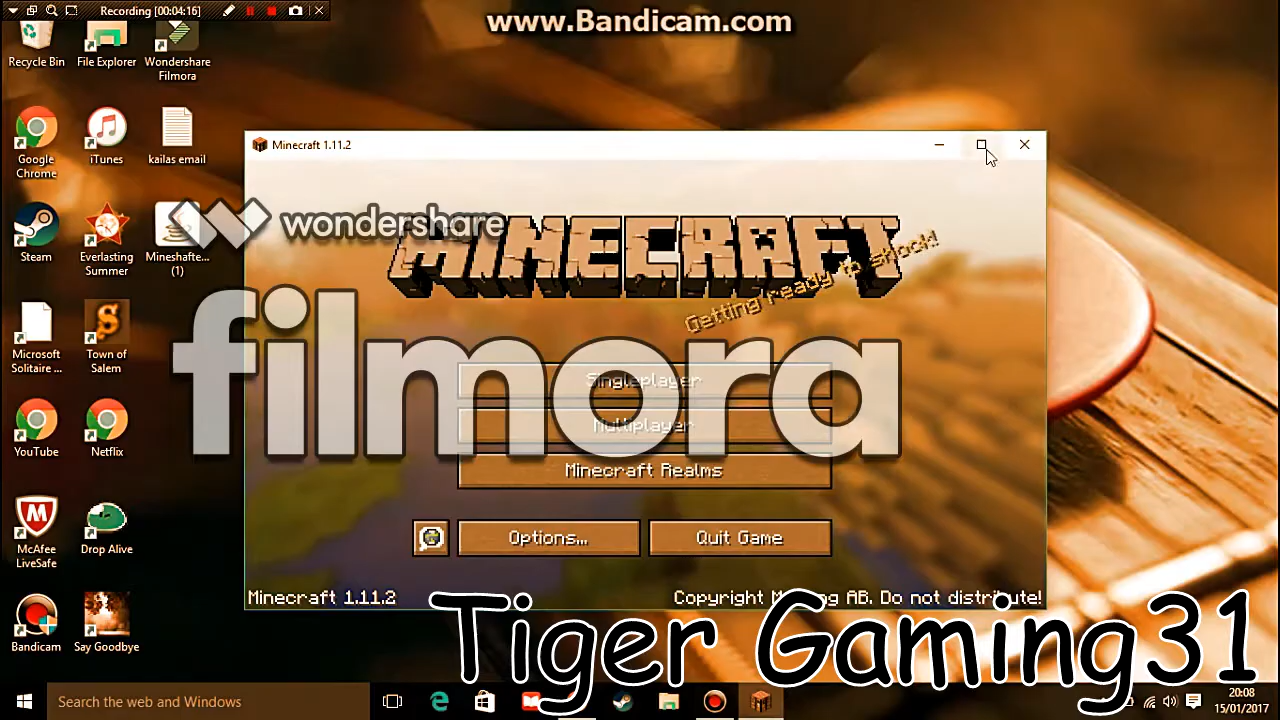 Recording [00:04:16]
www.Bandicam.com
Recycle Bin
File Explorer
Wondershare
Filmora
Google
Chrome
iTunes
kailas email
Steam
Everlasting
Summer
Mineshafte...
(1)
Microsoft
Solitaire ...
Town of
Salem
YouTube
Netflix
McAfee
LiveSafe
Drop Alive
Bandicam
Say Goodbye
Minecraft 1.11.2
wondershare
MINECRAFT
Getting ready to shock!
filmora
Singleplayer
Multiplayer
Minecraft Realms
Options...
Quit Game
Minecraft 1.11.2
Copyright Mojang AB. Do not distribute!
Tiger Gaming31
Search the web and Windows
20:08
15/01/2017